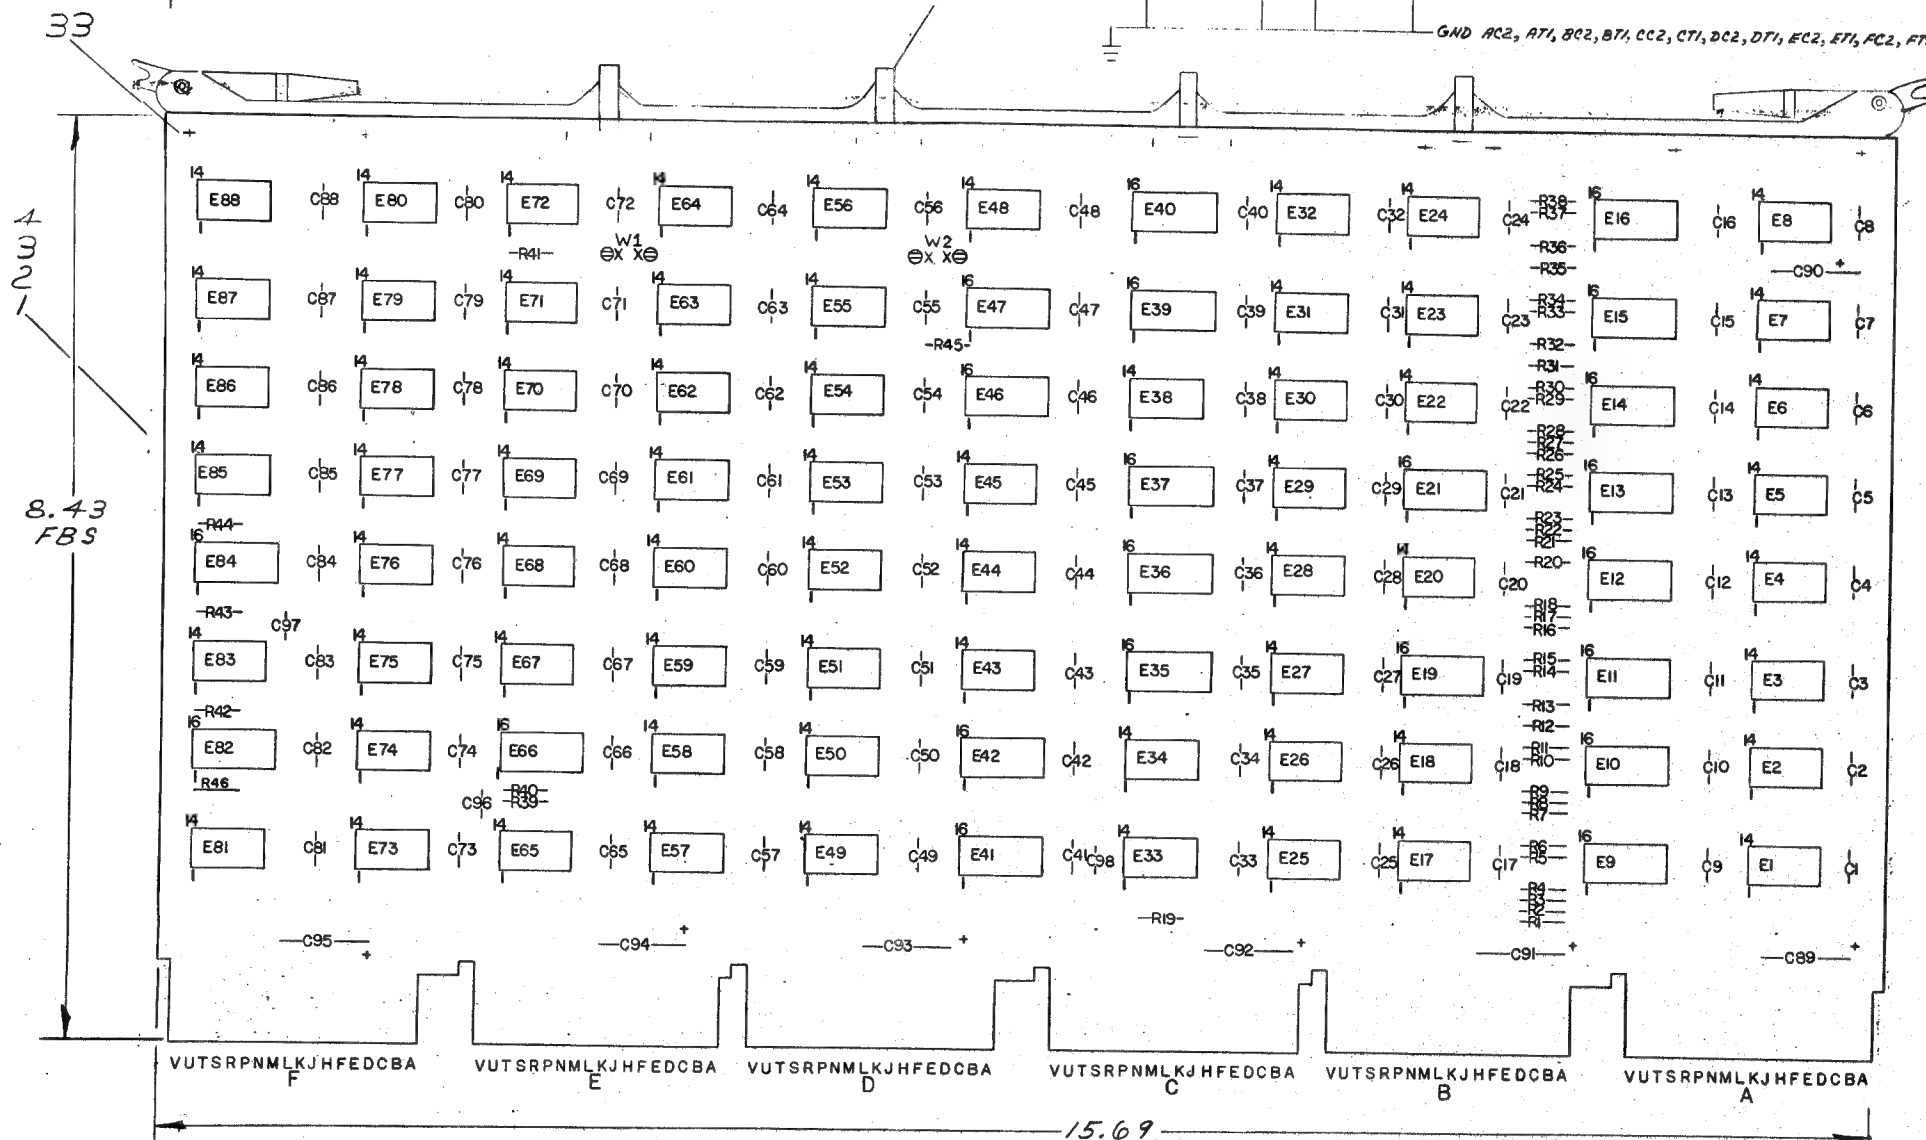 33
GND AC2, AT1, BC2, BT1, CC2, CT1, DC2, DT1, EC2, ET1, FC2,
14 14 14 14 14 14 16 14 14 16 14
E88 C88 E80 C80 E72 C72 E64 C64 E56 C56 E48 C48 E40 C40 E32 C32 E24 C24 R38 E16 C16 E8 C8
R37
4
3
2
1
R41 W1 W2 R36
X X X X
R35 C90 +
14 14 14 14 14 16 16 14 14 16 14
E87 C87 E79 C79 E71 C71 E63 C63 E55 C55 E47 C47 E39 C39 E31 C31 E23 C23 R34 E15 C15 E7 C7
R33
R45 R32
R31
14 14 14 14 14 16 14 14 14 16 14
E86 C86 E78 C78 E70 C70 E62 C62 E54 C54 E46 C46 E38 C38 E30 C30 E22 C22 R30 E14 C14 E6 C6
R29
R28
R27
R26
14 14 14 14 14 14 16 14 16 16 14
E85 C85 E77 C77 E69 C69 E61 C61 E53 C53 E45 C45 E37 C37 E29 C29 E21 C21 R25 E13 C13 E5 C5
R24
8.43
FBS
R44 R23
R22
R21
16 14 14 14 14 14 16 14 14 16 14
E84 C84 E76 C76 E68 C68 E60 C60 E52 C52 E44 C44 E36 C36 E28 C28 E20 C20 R20 E12 C12 E4 C4
R43 C97 R18
R17
R16
14 14 14 14 14 14 16 14 16 16 14
E83 C83 E75 C75 E67 C67 E59 C59 E51 C51 E43 C43 E35 C35 E27 C27 E19 C19 R15 E11 C11 E3 C3
R14
R42 R13
R12
16 14 16 14 14 16 14 14 14 16 14
E82 C82 E74 C74 E66 C66 E58 C58 E50 C50 E42 C42 E34 C34 E26 C26 E18 C18 R11 E10 C10 E2 C2
R10
R46 C96 R40 R9
R39 R8
R7
14 14 14 14 14 16 14 14 14 16 14
E81 C81 E73 C73 E65 C65 E57 C57 E49 C49 E41 C41 C98 E33 C33 E25 C25 E17 C17 R6 E9 C9 E1 C1
R5
R4
R3
R2
R19 R1
C95 + C94 + C93 + C92 + C91 + C89 +
VUTSRPNMLKJHFEDCBA VUTSRPNMLKJHFEDCBA VUTSRPNMLKJHFEDCBA VUTSRPNMLKJHFEDCBA VUTSRPNMLKJHFEDCBA VUTSRPNMLKJHFEDCBA
F E D C B A
15.69